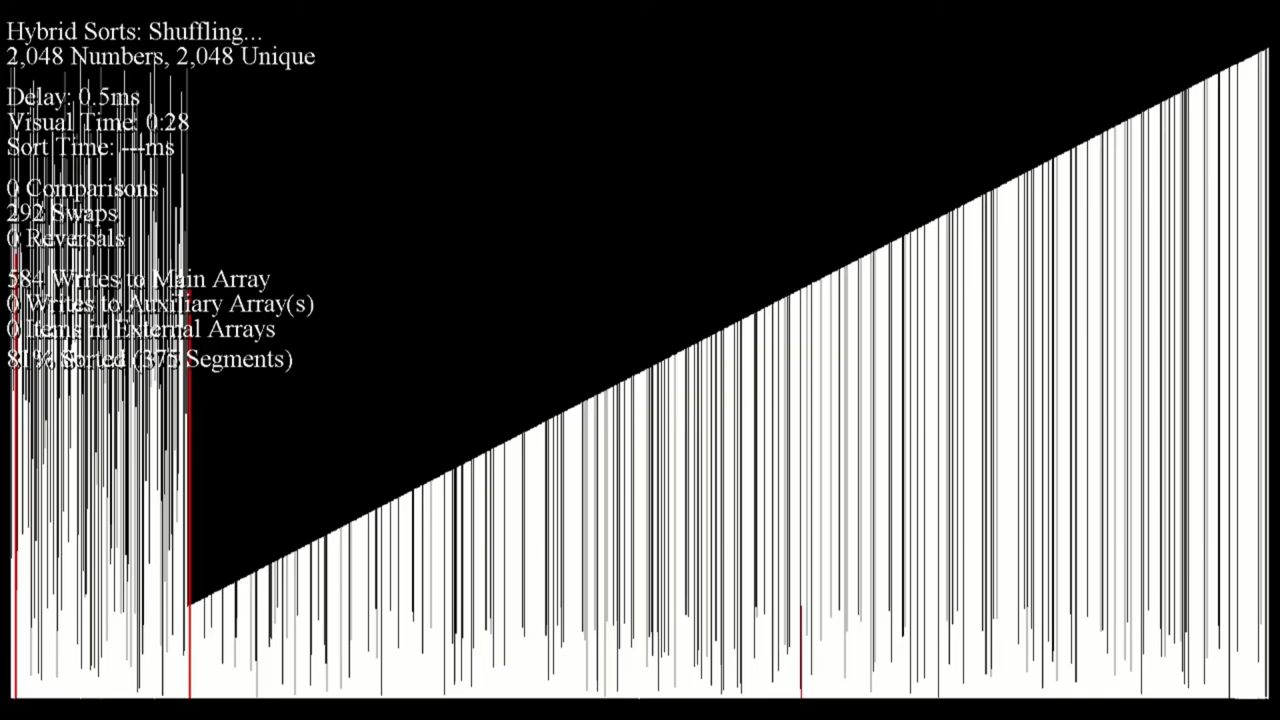 Hybrid Sorts: Shuffling...
2,048 Numbers, 2,048 Unique
Delay: 0.5ms
Visual Time: 0:28
Sort Time: ---ms
0 Comparisons
292 Swaps
0 Reversals
584 Writes to Main Array
0 Writes to Auxiliary Array(s)
0 Items in External Arrays
81% Sorted (375 Segments)